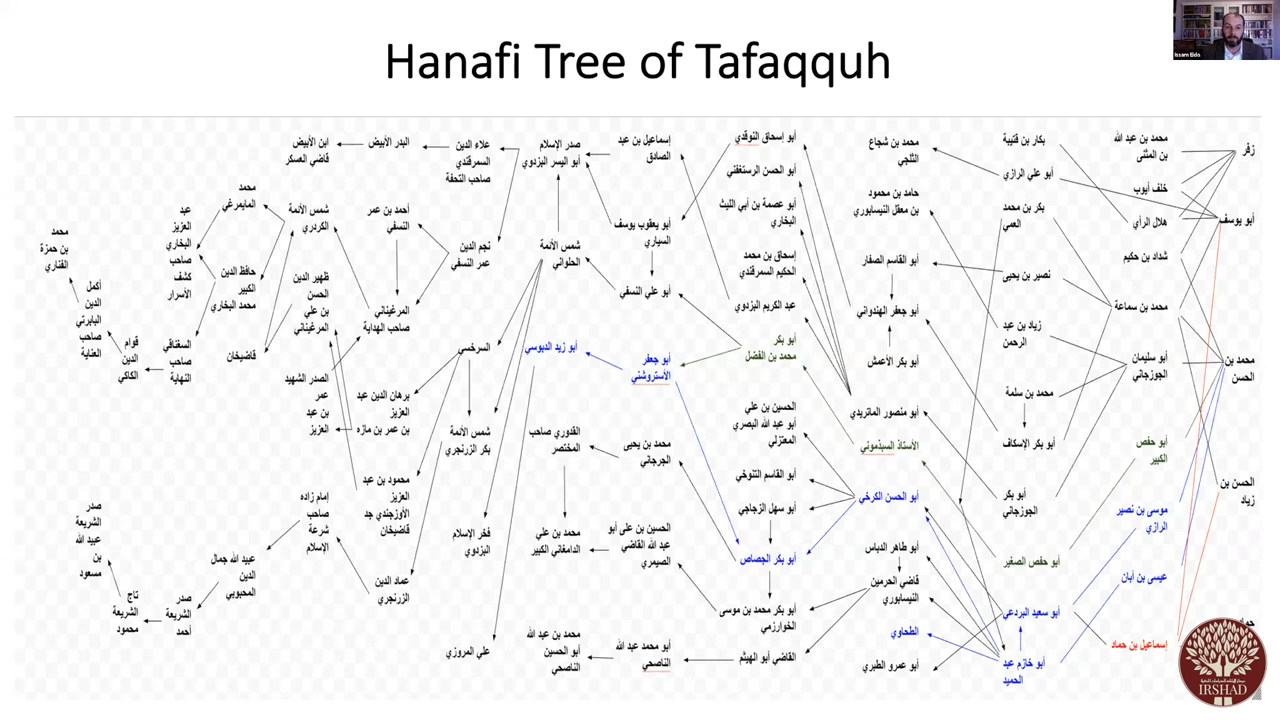 Hanafi Tree of Tafaqquh
Issam Eido
زفر
أبو يوسف
محمد بن
الحسن
الحسن بن
زياد
محمد بن عبد الله
بن المثنى
خلف أيوب
هلال الرأي
شداد بن حكيم
محمد بن سماعة
أبو سليمان
الجوزجاني
أبو حفص
الكبير
موسى بن نصير
الرازي
عيسى بن أبان
إسماعيل بن حماد
بكار بن قتيبة
أبو علي الرازي
بكر بن محمد
العمي
نصير بن يحيى
زياد بن عبد
الرحمن
محمد بن سلمة
أبو بكر الإسكاف
أبو بكر
الجوزجاني
أبو حفص الصغير
أبو سعيد البردعي
أبو خازم عبد
الحميد
محمد بن شجاع
الثلجي
حامد بن محمود
بن معقل النيسابوري
أبو القاسم الصفار
أبو جعفر الهندواني
أبو بكر الأعمش
أبو منصور الماتريدي
الأستاذ السبذموني
أبو الحسن الكرخي
أبو طاهر الدباس
قاضي الحرمين
النيسابوري
الطحاوي
أبو عمرو الطبري
أبو إسحاق النوقدي
أبو الحسن الرستغفني
أبو عصمة بن أبي الليث
البخاري
إسحاق بن محمد
الحكيم السمرقندي
عبد الكريم البزدوي
أبو بكر
محمد بن الفضل
الحسين بن علي
أبو عبد الله البصري
المعتزلي
أبو القاسم التنوخي
أبو سهل الزجاجي
أبو بكر الجصاص
أبو بكر محمد بن موسى
الخوارزمي
القاضي أبو الهيثم
إسماعيل بن عبد
الصادق
أبو يعقوب يوسف
السياري
أبو علي النسفي
أبو جعفر
الأستروشني
محمد بن يحيى
الجرجاني
الحسين بن على أبو
عبد الله القاضي
الصيمري
أبو محمد عبد الله
الناصحي
صدر الإسلام
أبو اليسر البزدوي
شمس الأئمة
الحلواني
أبو زيد الدبوسي
القدوري صاحب
المختصر
محمد بن علي
الدامغاني الكبير
محمد بن عبد الله
أبو الحسين
الناصحي
علاء الدين
السمرقندي
صاحب التحفة
نجم الدين
عمر النسفي
السرخسي
شمس الأئمة
بكر الزرنجري
فخر الإسلام
البزدوي
علي المروزي
البدر الأبيض
أحمد بن عمر
النسفي
المرغيناني
صاحب الهداية
برهان الدين عبد
العزيز
بن عمر بن مازه
محمود بن عبد
العزيز
الأوزجندي جد
قاضيخان
عماد الدين
الزرنجري
ابن الأبيض
قاضي العسكر
شمس الأئمة
الكردري
ظهير الدين
الحسن
بن علي
المرغيناني
الصدر الشهيد
عمر
بن عبد
العزيز
إمام زاده
صاحب
شرعة
الإسلام
محمد
المايمرغي
حافظ الدين
الكبير
محمد البخاري
قاضيخان
عبيد الله جمال
الدين
المحبوبي
عبد
العزيز
البخاري
صاحب
كشف
الأسرار
السغناقي
صاحب
النهاية
صدر
الشريعة
أحمد
قوام
الدين
الكاكي
تاج
الشريعة
محمود
أكمل
الدين
البابرتي
صاحب
العناية
صدر
الشريعة
عبيد الله
بن
مسعود
محمد
بن حمزة
الفناري
IRSHAD